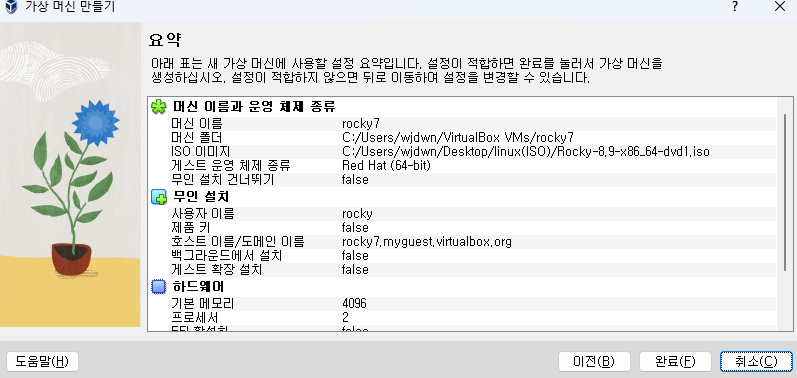 가상 머신 만들기
요약
아래 표는 새 가상 머신에 사용할 설정 요약입니다. 설정이 적합하면 완료를 눌러서 가상 머신을
생성하십시오. 설정이 적합하지 않으면 뒤로 이동하여 설정을 변경할 수 있습니다.
머신 이름과 운영 체제 종류
머신 이름 rocky7
머신 폴더 C:/Users/wjdwn/VirtualBox VMs/rocky7
ISO 이미지 C:/Users/wjdwn/Desktop/linux(ISO)/Rocky-8.9-x86_64-dvd1.iso
게스트 운영 체제 종류 Red Hat (64-bit)
무인 설치 건너뛰기 false
무인 설치
사용자 이름 rocky
제품 키 false
호스트 이름/도메인 이름 rocky7.myguest.virtualbox.org
백그라운드에서 설치 false
게스트 확장 설치 false
하드웨어
기본 메모리 4096
프로세서 2
EFI 활성화 false
도움말(H) 이전(B) 완료(F) 취소(C)